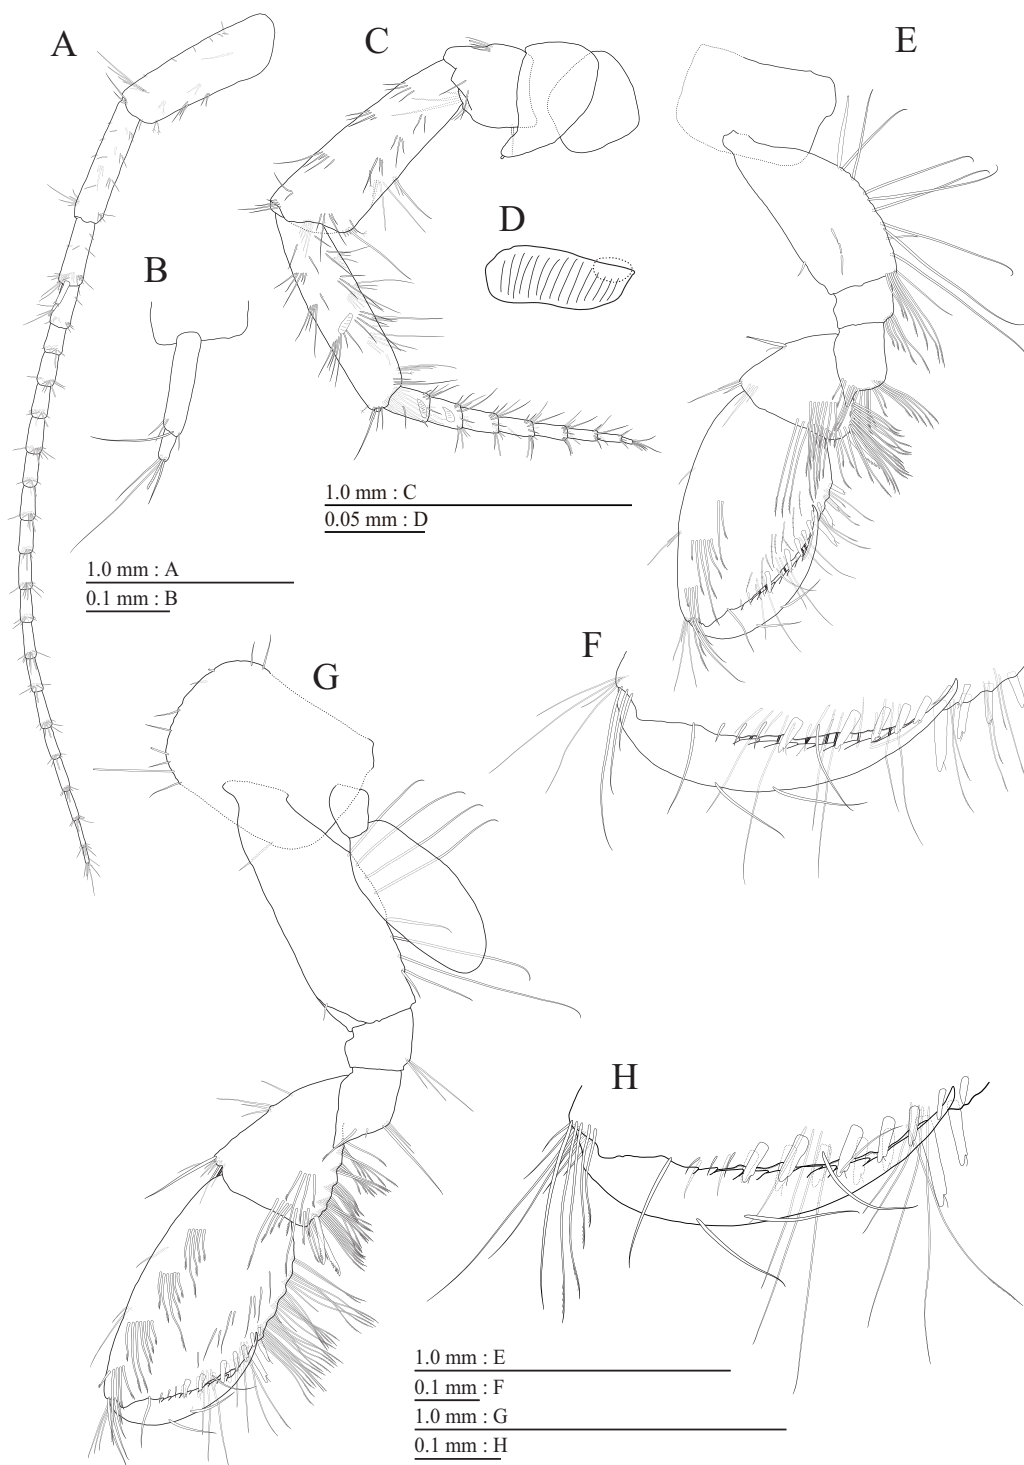 A
C
E
B
D
1.0 mm : C
0.05 mm : D
1.0 mm : A
0.1 mm : B
F
G
H
1.0 mm : E
0.1 mm : F
1.0 mm : G
0.1 mm : H